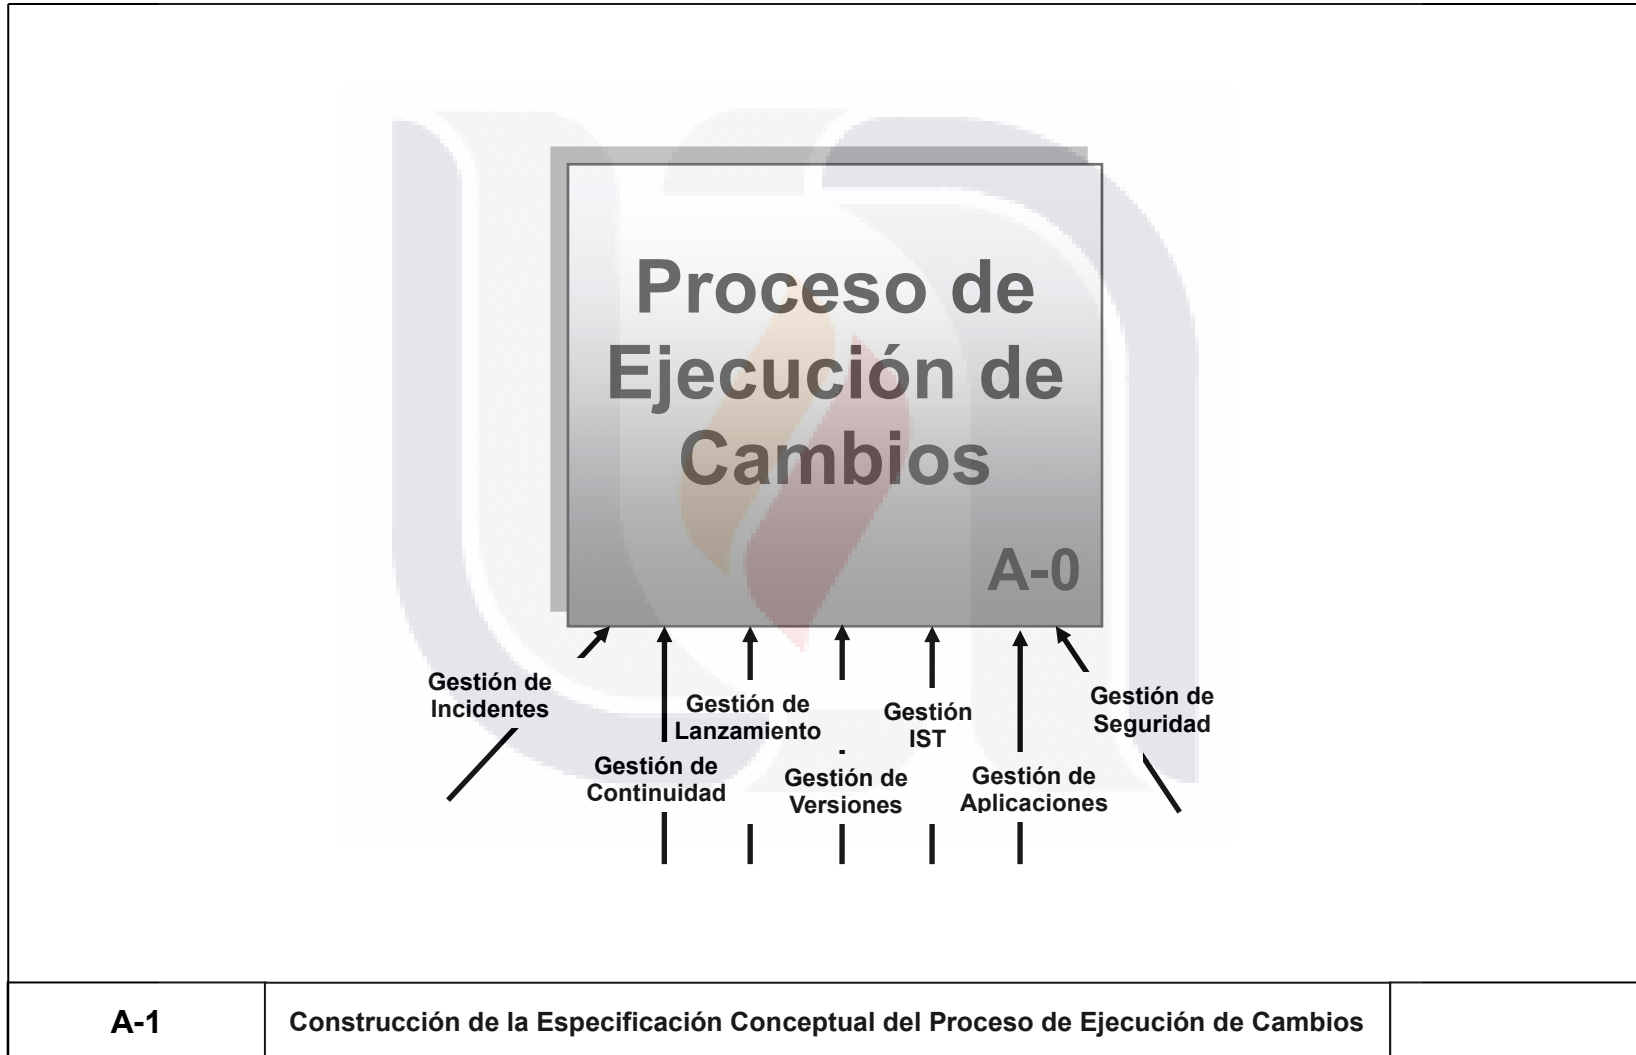 Proceso de
Ejecución de
Cambios
A-0
Gestión de
Incidentes
Gestión de
Continuidad
Gestión de
Lanzamiento
Gestión de
Versiones
Gestión
IST
Gestión de
Aplicaciones
Gestión de
Seguridad
A-1
Construcción de la Especificación Conceptual del Proceso de Ejecución de Cambios